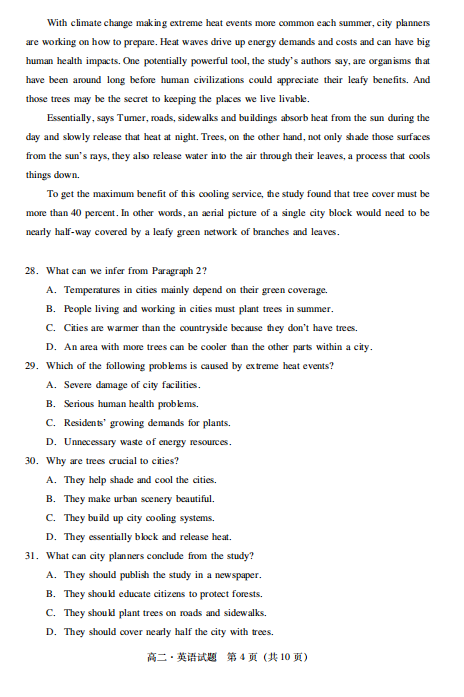 With climate change making extreme heat events more common each summer, city planners
are working on how to prepare. Heat waves drive up energy demands and costs and can have big
human health impacts. One potentially powerful tool, the study's authors say, are organisms that
have been around long before human civilizations could appreciate their leafy benefits. And
those trees may be the secret to keeping the places we live livable.
Essentially, says Turner, roads, sidewalks and buildings absorb heat from the sun during the
day and slowly release that heat at night. Trees, on the other hand, not only shade those surfaces
from the sun's rays, they also release water into the air through their leaves, a process that cools
things down.
To get the maximum benefit of this cooling service, the study found that tree cover must be
more than 40 percent. In other words, an aerial picture of a single city block would need to be
nearly half-way covered by a leafy green network of branches and leaves.
28. What can we infer from Paragraph 2?
A. Temperatures in cities mainly depend on their green coverage.
B. People living and working in cities must plant trees in summer.
C. Cities are warmer than the countryside because they don't have trees.
D. An area with more trees can be cooler than the other parts within a city.
29. Which of the following problems is caused by extreme heat events?
A. Severe damage of city facilities.
B. Serious human health problems.
C. Residents' growing demands for plants.
D. Unnecessary waste of energy resources.
30. Why are trees crucial to cities?
A. They help shade and cool the cities.
B. They make urban scenery beautiful.
C. They build up city cooling systems.
D. They essentially block and release heat.
31. What can city planners conclude from the study?
A. They should publish the study in a newspaper.
B. They should educate citizens to protect forests.
C. They should plant trees on roads and sidewalks.
D. They should cover nearly half the city with trees.
高二·英语试题 第 4 页（共 10 页）